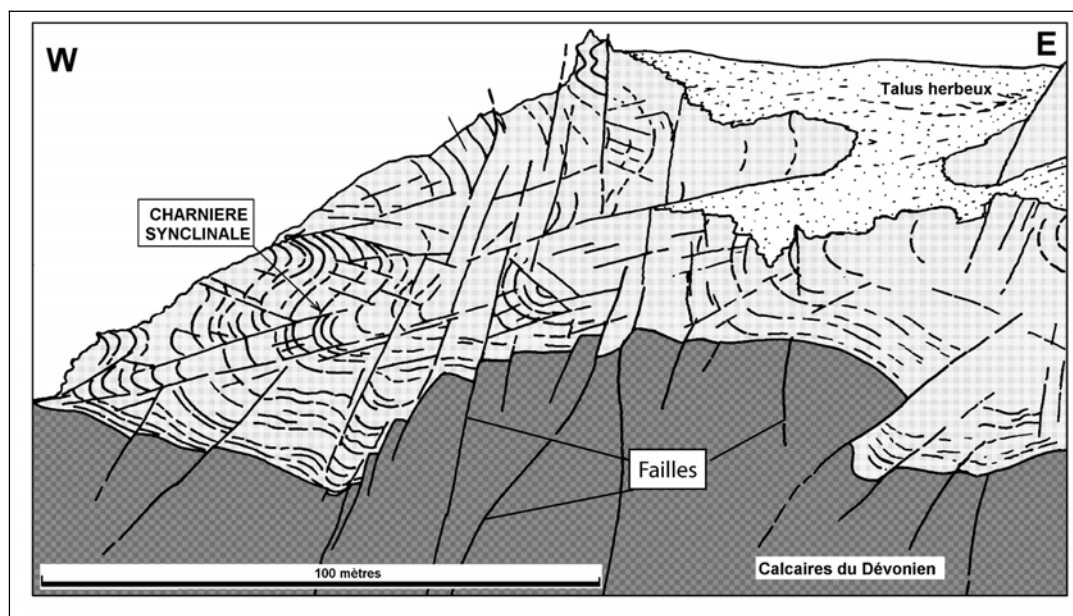 W
E
Talus herbeux
CHARNIERE
SYNCLINALE
Failles
Calcaires du Dévonien
100 mètres